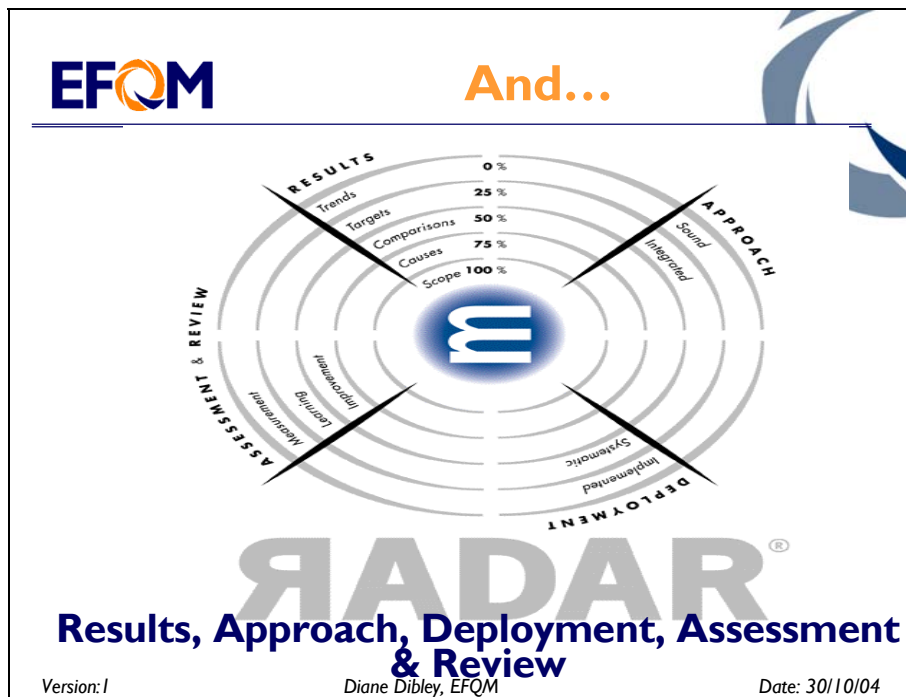 EFQM
And...
RESULTS
Trends
Targets
Comparisons
Causes
Scope
0 %
25 %
50 %
75 %
100 %
APPROACH
Sound
Integrated
DEPLOYMENT
Implemented
Systematic
ASSESSMENT & REVIEW
Measurement
Learning
Improvement
RADAR®
Results, Approach, Deployment, Assessment
& Review
Version:1
Diane Dibley, EFQM
Date: 30/10/04